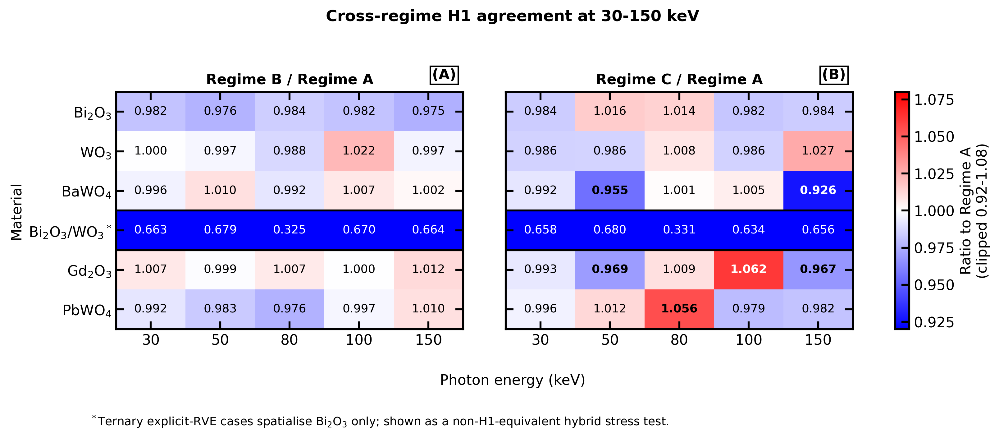 Cross-regime H1 agreement at 30-150 keV
Regime B / Regime A
(A)
Regime C / Regime A
(B)
Material
Bi₂O₃ 0.982 0.976 0.984 0.982 0.975 0.984 1.016 1.014 0.982 0.984
WO₃ 1.000 0.997 0.988 1.022 0.997 0.986 0.986 1.008 0.986 1.027
BaWO₄ 0.996 1.010 0.992 1.007 1.002 0.992 0.955 1.001 1.005 0.926
Bi₂O₃/WO₃* 0.663 0.679 0.325 0.670 0.664 0.658 0.680 0.331 0.634 0.656
Gd₂O₃ 1.007 0.999 1.007 1.000 1.012 0.993 0.969 1.009 1.062 0.967
PbWO₄ 0.992 0.983 0.976 0.997 1.010 0.996 1.012 1.056 0.979 0.982
30 50 80 100 150 30 50 80 100 150
Photon energy (keV)
1.075
1.050
1.025
1.000
0.975
0.950
0.925
Ratio to Regime A
(clipped 0.92-1.08)
*Ternary explicit-RVE cases spatialise Bi₂O₃ only; shown as a non-H1-equivalent hybrid stress test.